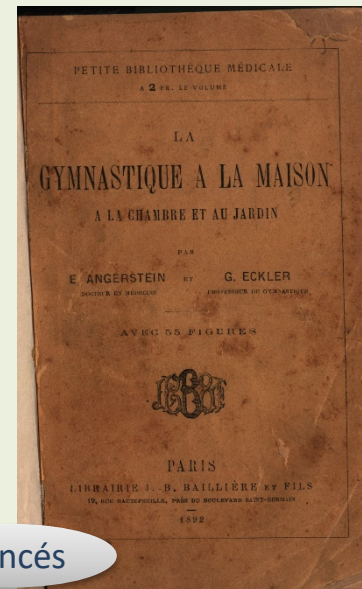 PETITE BIBLIOTHÈQUE MÉDICALE
A 2 FR. LE VOLUME
LA
GYMNASTIQUE A LA MAISON
A LA CHAMBRE ET AU JARDIN
PAR
E. ANGERSTEIN ET G. ECKLER
DOCTEUR EN MÉDECINE PROFESSEUR DE GYMNASTIQUE
AVEC 55 FIGURES
PARIS
LIBRAIRIE J.-B. BAILLIÈRE ET FILS
19, RUE HAUTEFEUILLE, PRÈS DU BOULEVARD SAINT-GERMAIN
1892
ncés